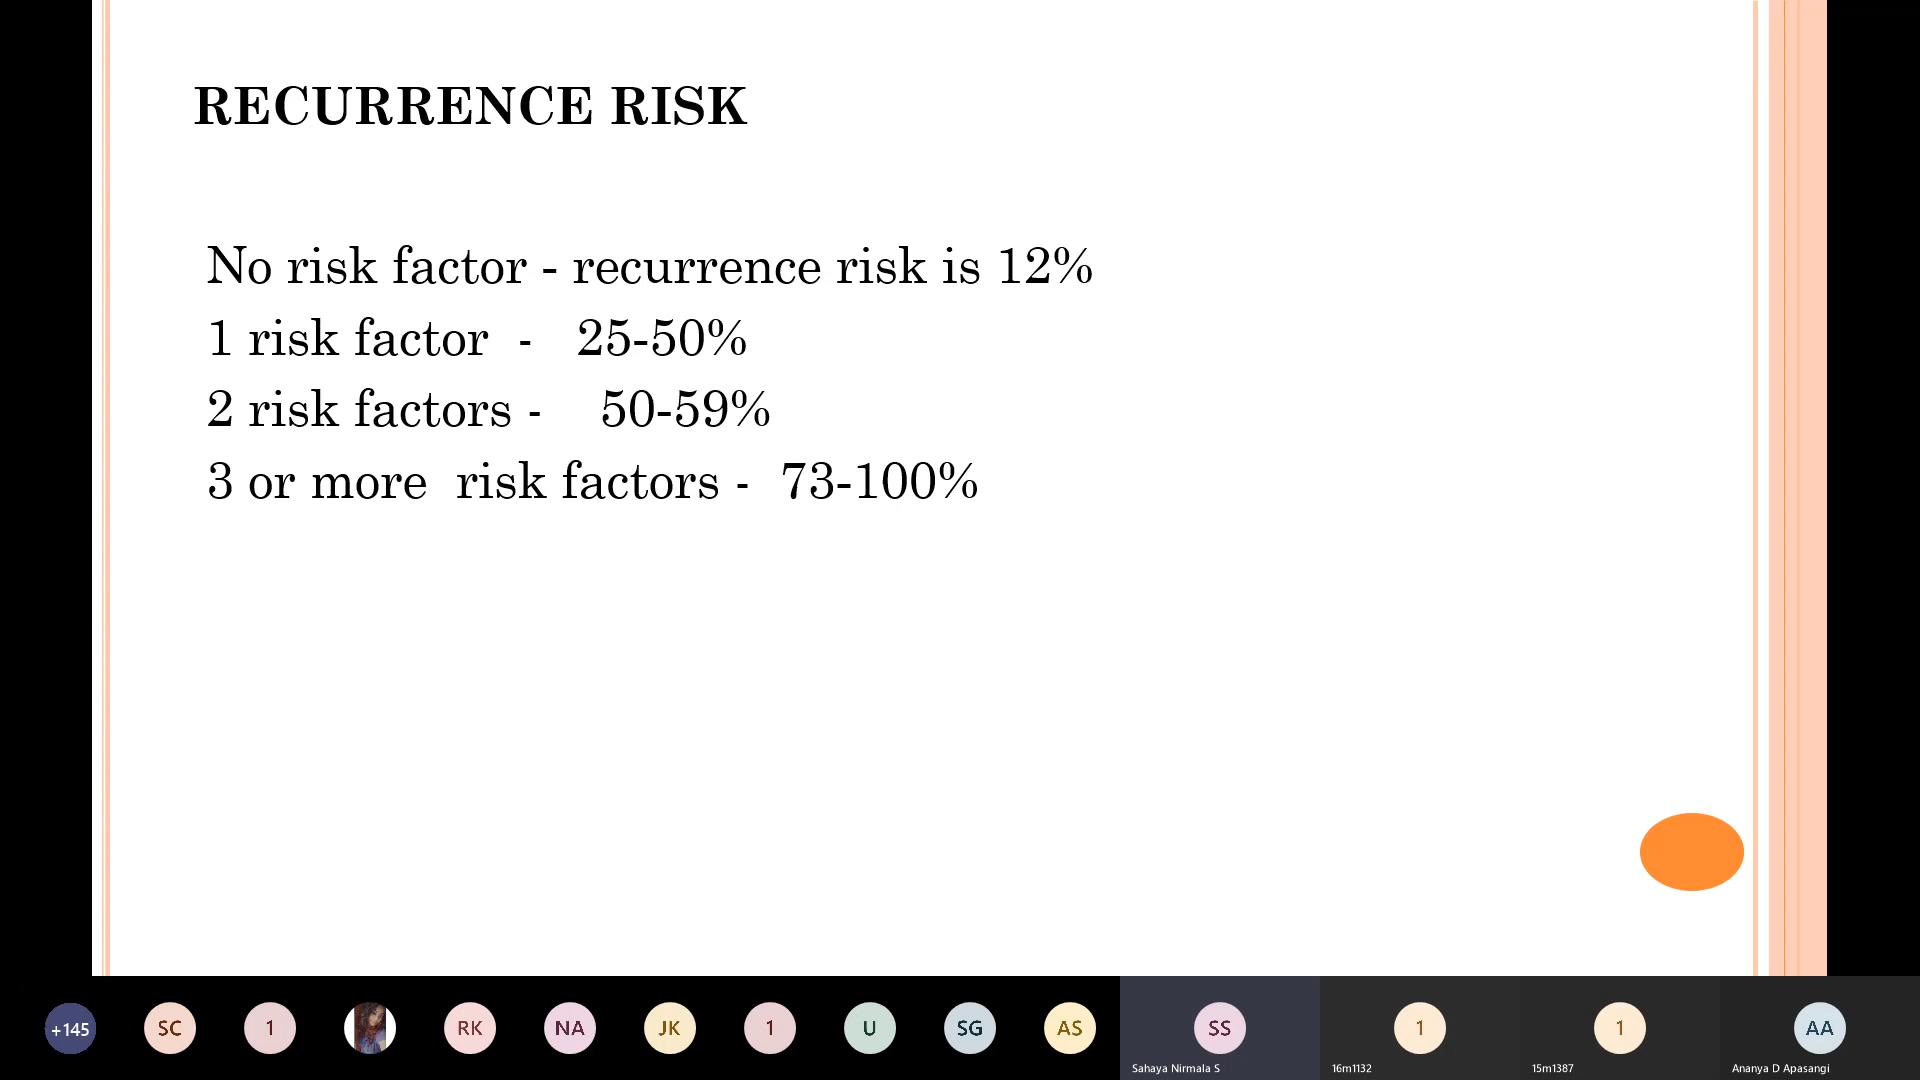 RECURRENCE RISK
No risk factor - recurrence risk is 12%
1 risk factor - 25-50%
2 risk factors - 50-59%
3 or more risk factors - 73-100%
+145
SC
1
RK
NA
JK
1
U
SG
AS
SS
1
1
AA
Sahaya Nirmala S
16m1132
15m1387
Ananya D Apasangi